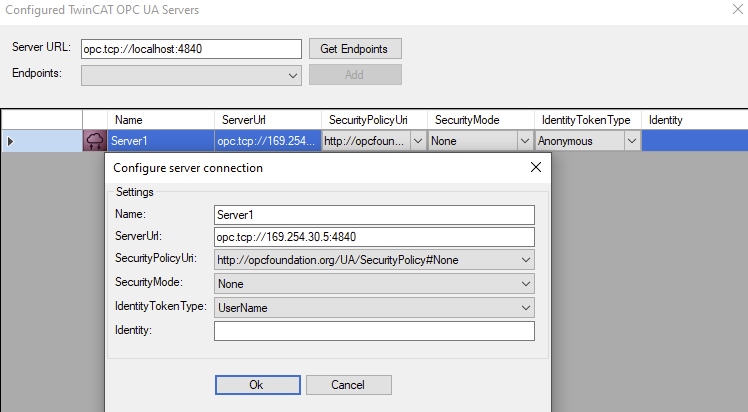 Configured TwinCAT OPC UA Servers
Server URL: opc.tcp://localhost:4840 Get Endpoints
Endpoints: Add
Name ServerUrl SecurityPolicyUri SecurityMode IdentityTokenType Identity
Server1 opc.tcp://169.254... http://opcfoun... None Anonymous
Configure server connection
Settings
Name: Server1
ServerUrl: opc.tcp://169.254.30.5:4840
SecurityPolicyUri: http://opcfoundation.org/UA/SecurityPolicy#None
SecurityMode: None
IdentityTokenType: UserName
Identity:
Ok Cancel